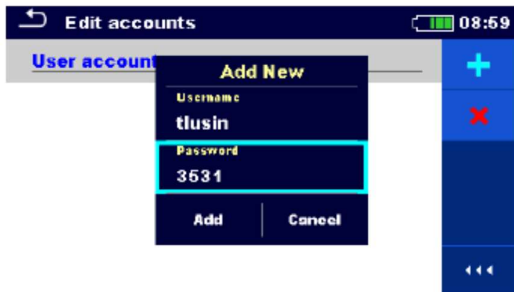 Edit accounts 08:59
User account
Add New
Username
tlusin
Password
3531
Add Cancel